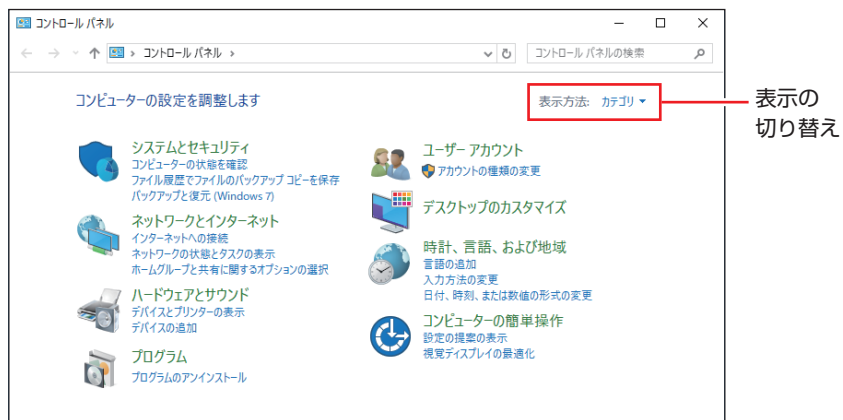 コントロール パネル
コントロール パネル
コントロール パネルの検索
コンピューターの設定を調整します
表示方法: カテゴリ
表示の
切り替え
システムとセキュリティ
コンピューターの状態を確認
ファイル履歴でファイルのバックアップ コピーを保存
バックアップと復元 (Windows 7)
ネットワークとインターネット
インターネットへの接続
ネットワークの状態とタスクの表示
ホームグループと共有に関するオプションの選択
ハードウェアとサウンド
デバイスとプリンターの表示
デバイスの追加
プログラム
プログラムのアンインストール
ユーザー アカウント
アカウントの種類の変更
デスクトップのカスタマイズ
時計、言語、および地域
言語の追加
入力方法の変更
日付、時刻、または数値の形式の変更
コンピューターの簡単操作
設定の提案の表示
視覚ディスプレイの最適化